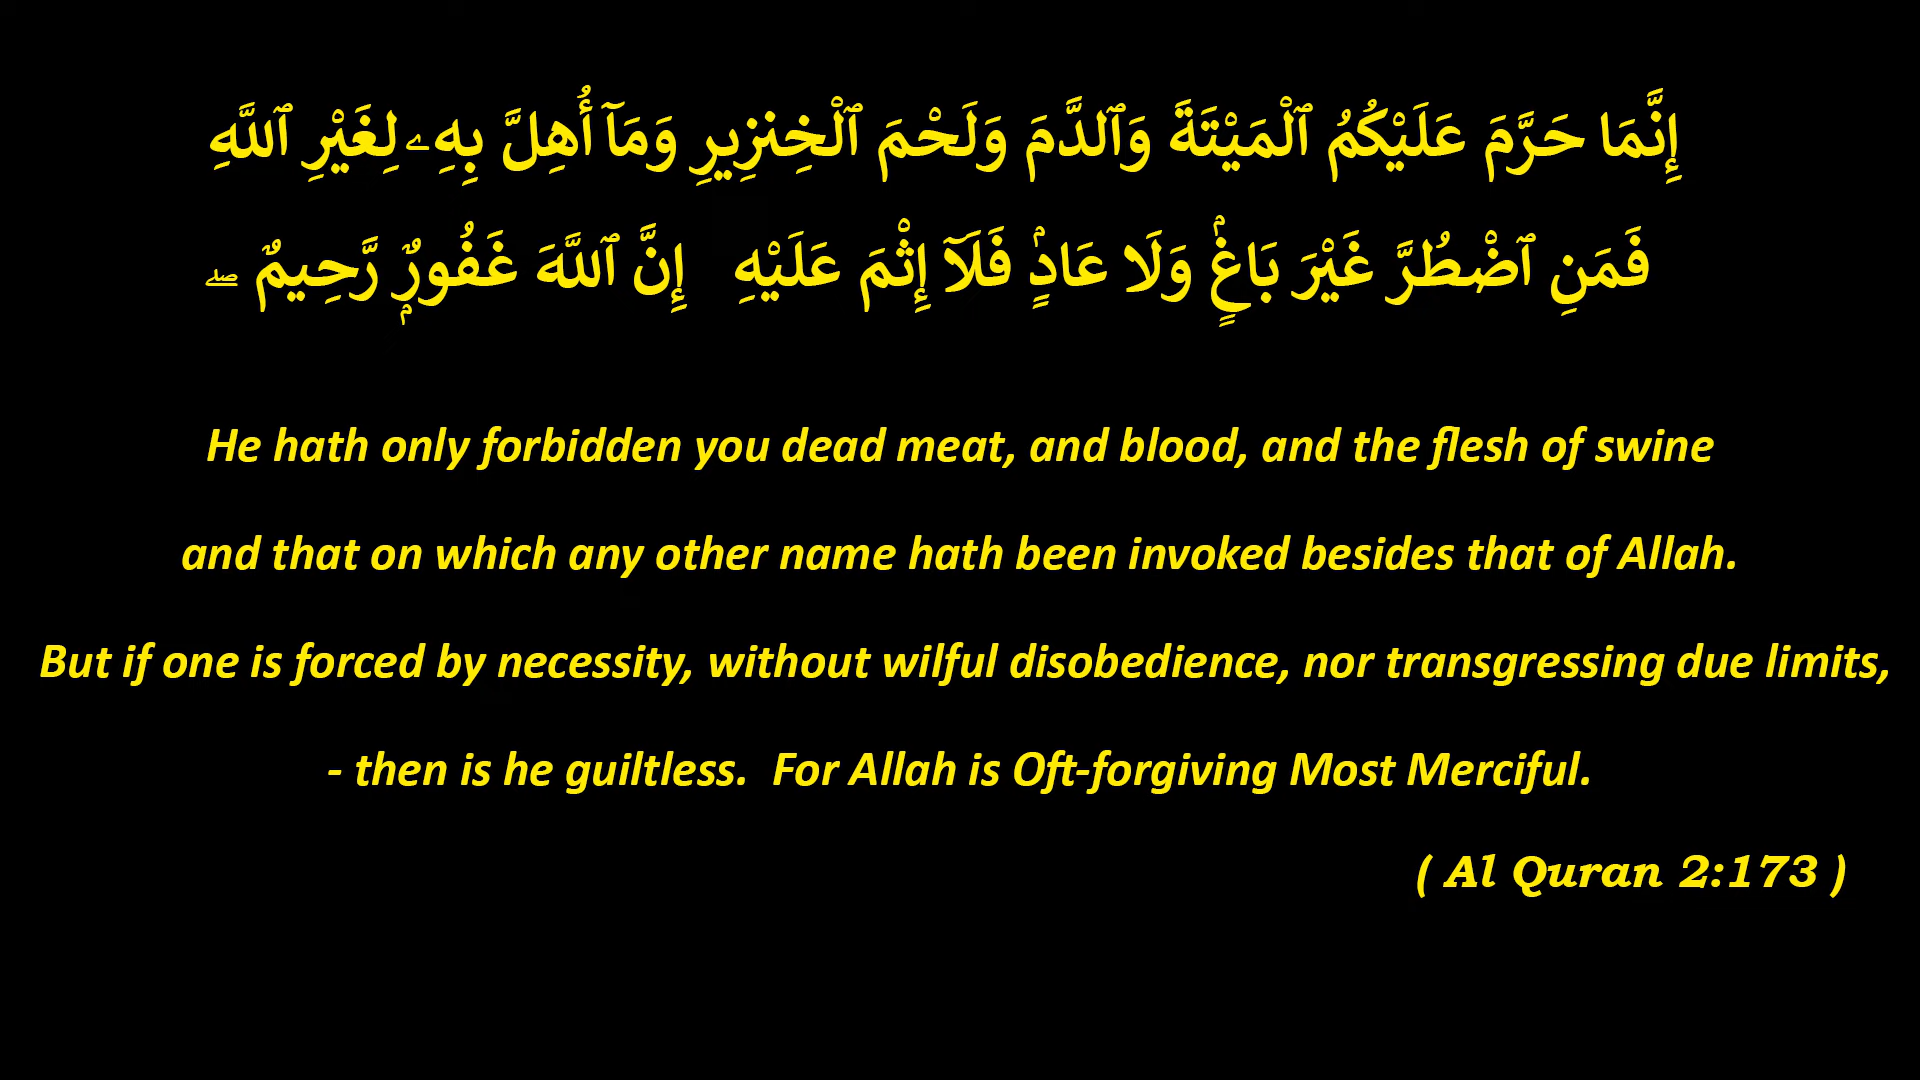 إِنَّمَا حَرَّمَ عَلَيْكُمُ ٱلْمَيْتَةَ وَٱلدَّمَ وَلَحْمَ ٱلْخِنزِيرِ وَمَآ أُهِلَّ بِهِۦ لِغَيْرِ ٱللَّهِ
فَمَنِ ٱضْطُرَّ غَيْرَ بَاغٍۢ وَلَا عَادٍۢ فَلَآ إِثْمَ عَلَيْهِ إِنَّ ٱللَّهَ غَفُورٌۭ رَّحِيمٌ ۖ
He hath only forbidden you dead meat, and blood, and the flesh of swine
and that on which any other name hath been invoked besides that of Allah.
But if one is forced by necessity, without wilful disobedience, nor transgressing due limits,
- then is he guiltless. For Allah is Oft-forgiving Most Merciful.
( Al Quran 2:173 )